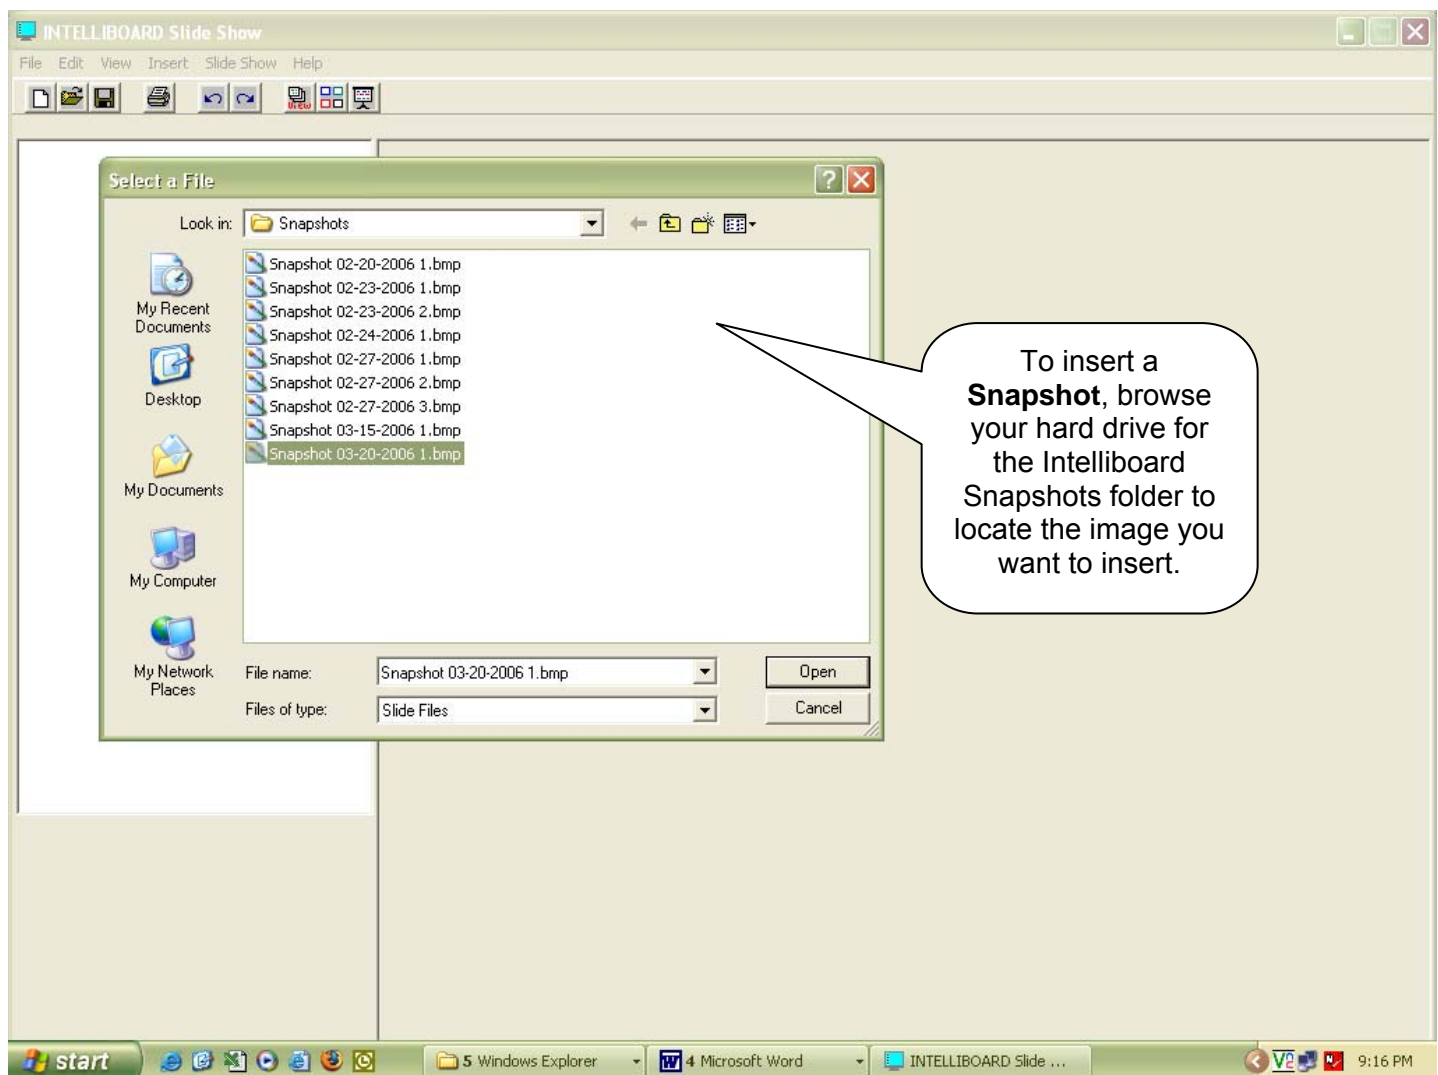 INTELLIBOARD Slide Show
File Edit View Insert Slide Show Help
View
Select a File
Look in: Snapshots
Snapshot 02-20-2006 1.bmp
Snapshot 02-23-2006 1.bmp
Snapshot 02-23-2006 2.bmp
Snapshot 02-24-2006 1.bmp
Snapshot 02-27-2006 1.bmp
Snapshot 02-27-2006 2.bmp
Snapshot 02-27-2006 3.bmp
Snapshot 03-15-2006 1.bmp
Snapshot 03-20-2006 1.bmp
My Recent
Documents
Desktop
My Documents
My Computer
My Network
Places
File name: Snapshot 03-20-2006 1.bmp Open
Files of type: Slide Files Cancel
To insert a
Snapshot, browse
your hard drive for
the Intelliboard
Snapshots folder to
locate the image you
want to insert.
start 5 Windows Explorer 4 Microsoft Word INTELLIBOARD Slide ... 9:16 PM